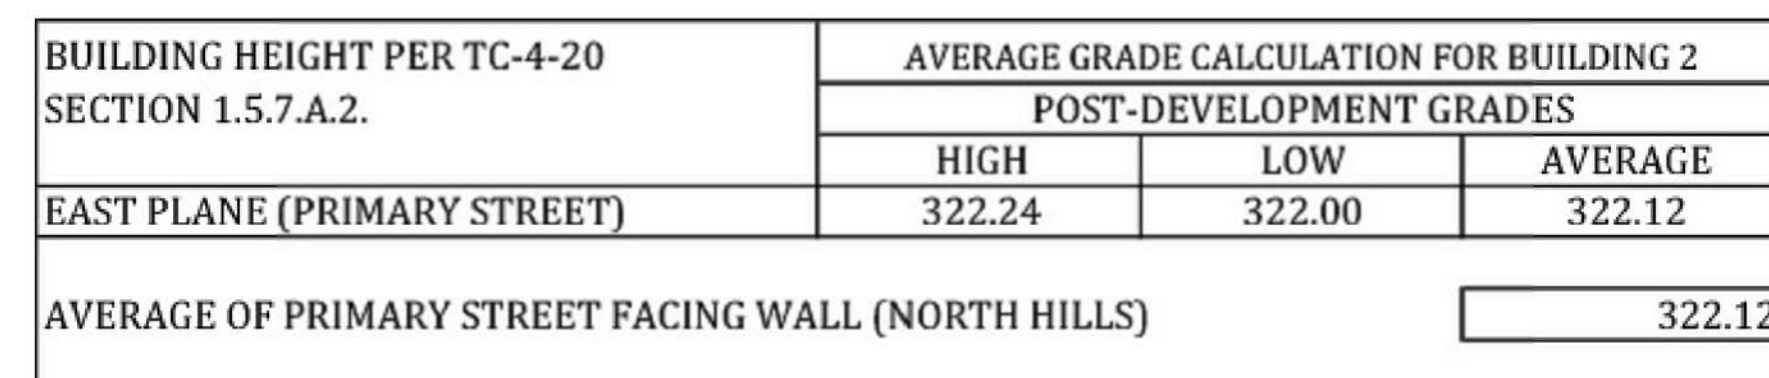 BUILDING HEIGHT PER TC-4-20
SECTION 1.5.7.A.2.
AVERAGE GRADE CALCULATION FOR BUILDING 2
POST-DEVELOPMENT GRADES
HIGH LOW AVERAGE
EAST PLANE (PRIMARY STREET) 322.24 322.00 322.12
AVERAGE OF PRIMARY STREET FACING WALL (NORTH HILLS) 322.12